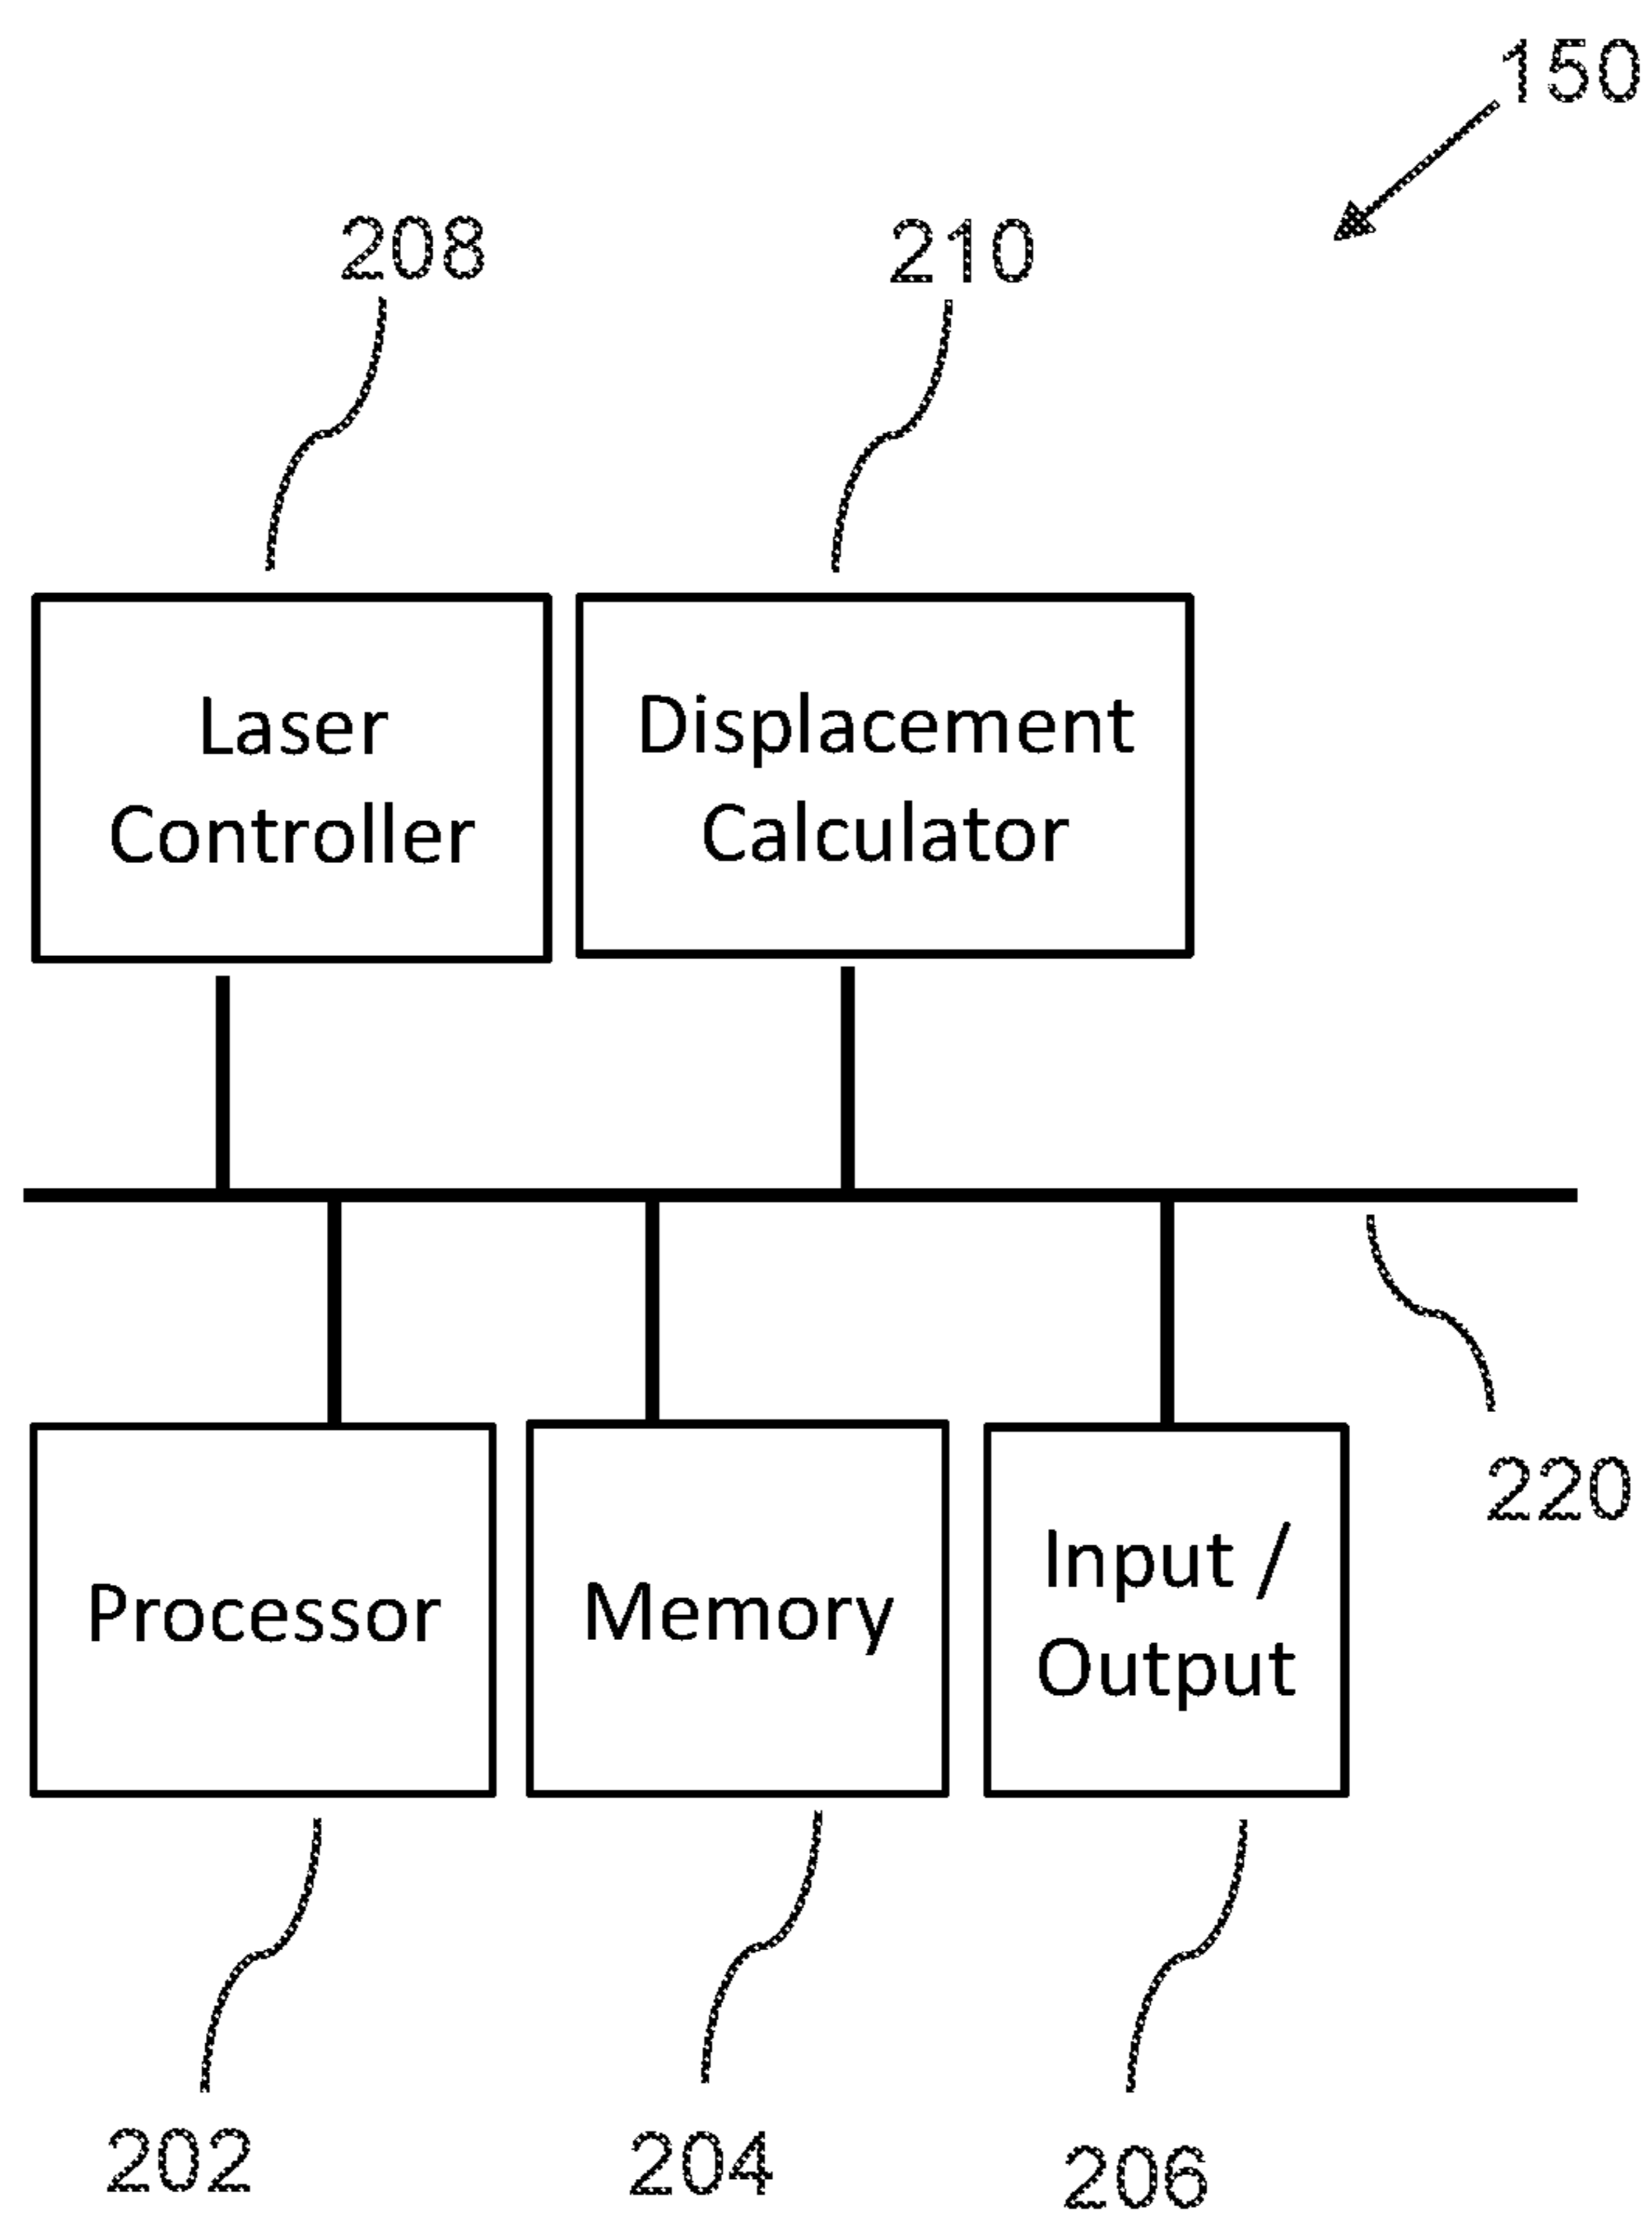 150
208
210
Laser
Controller
Displacement
Calculator
220
Processor
Memory
Input /
Output
202
204
206